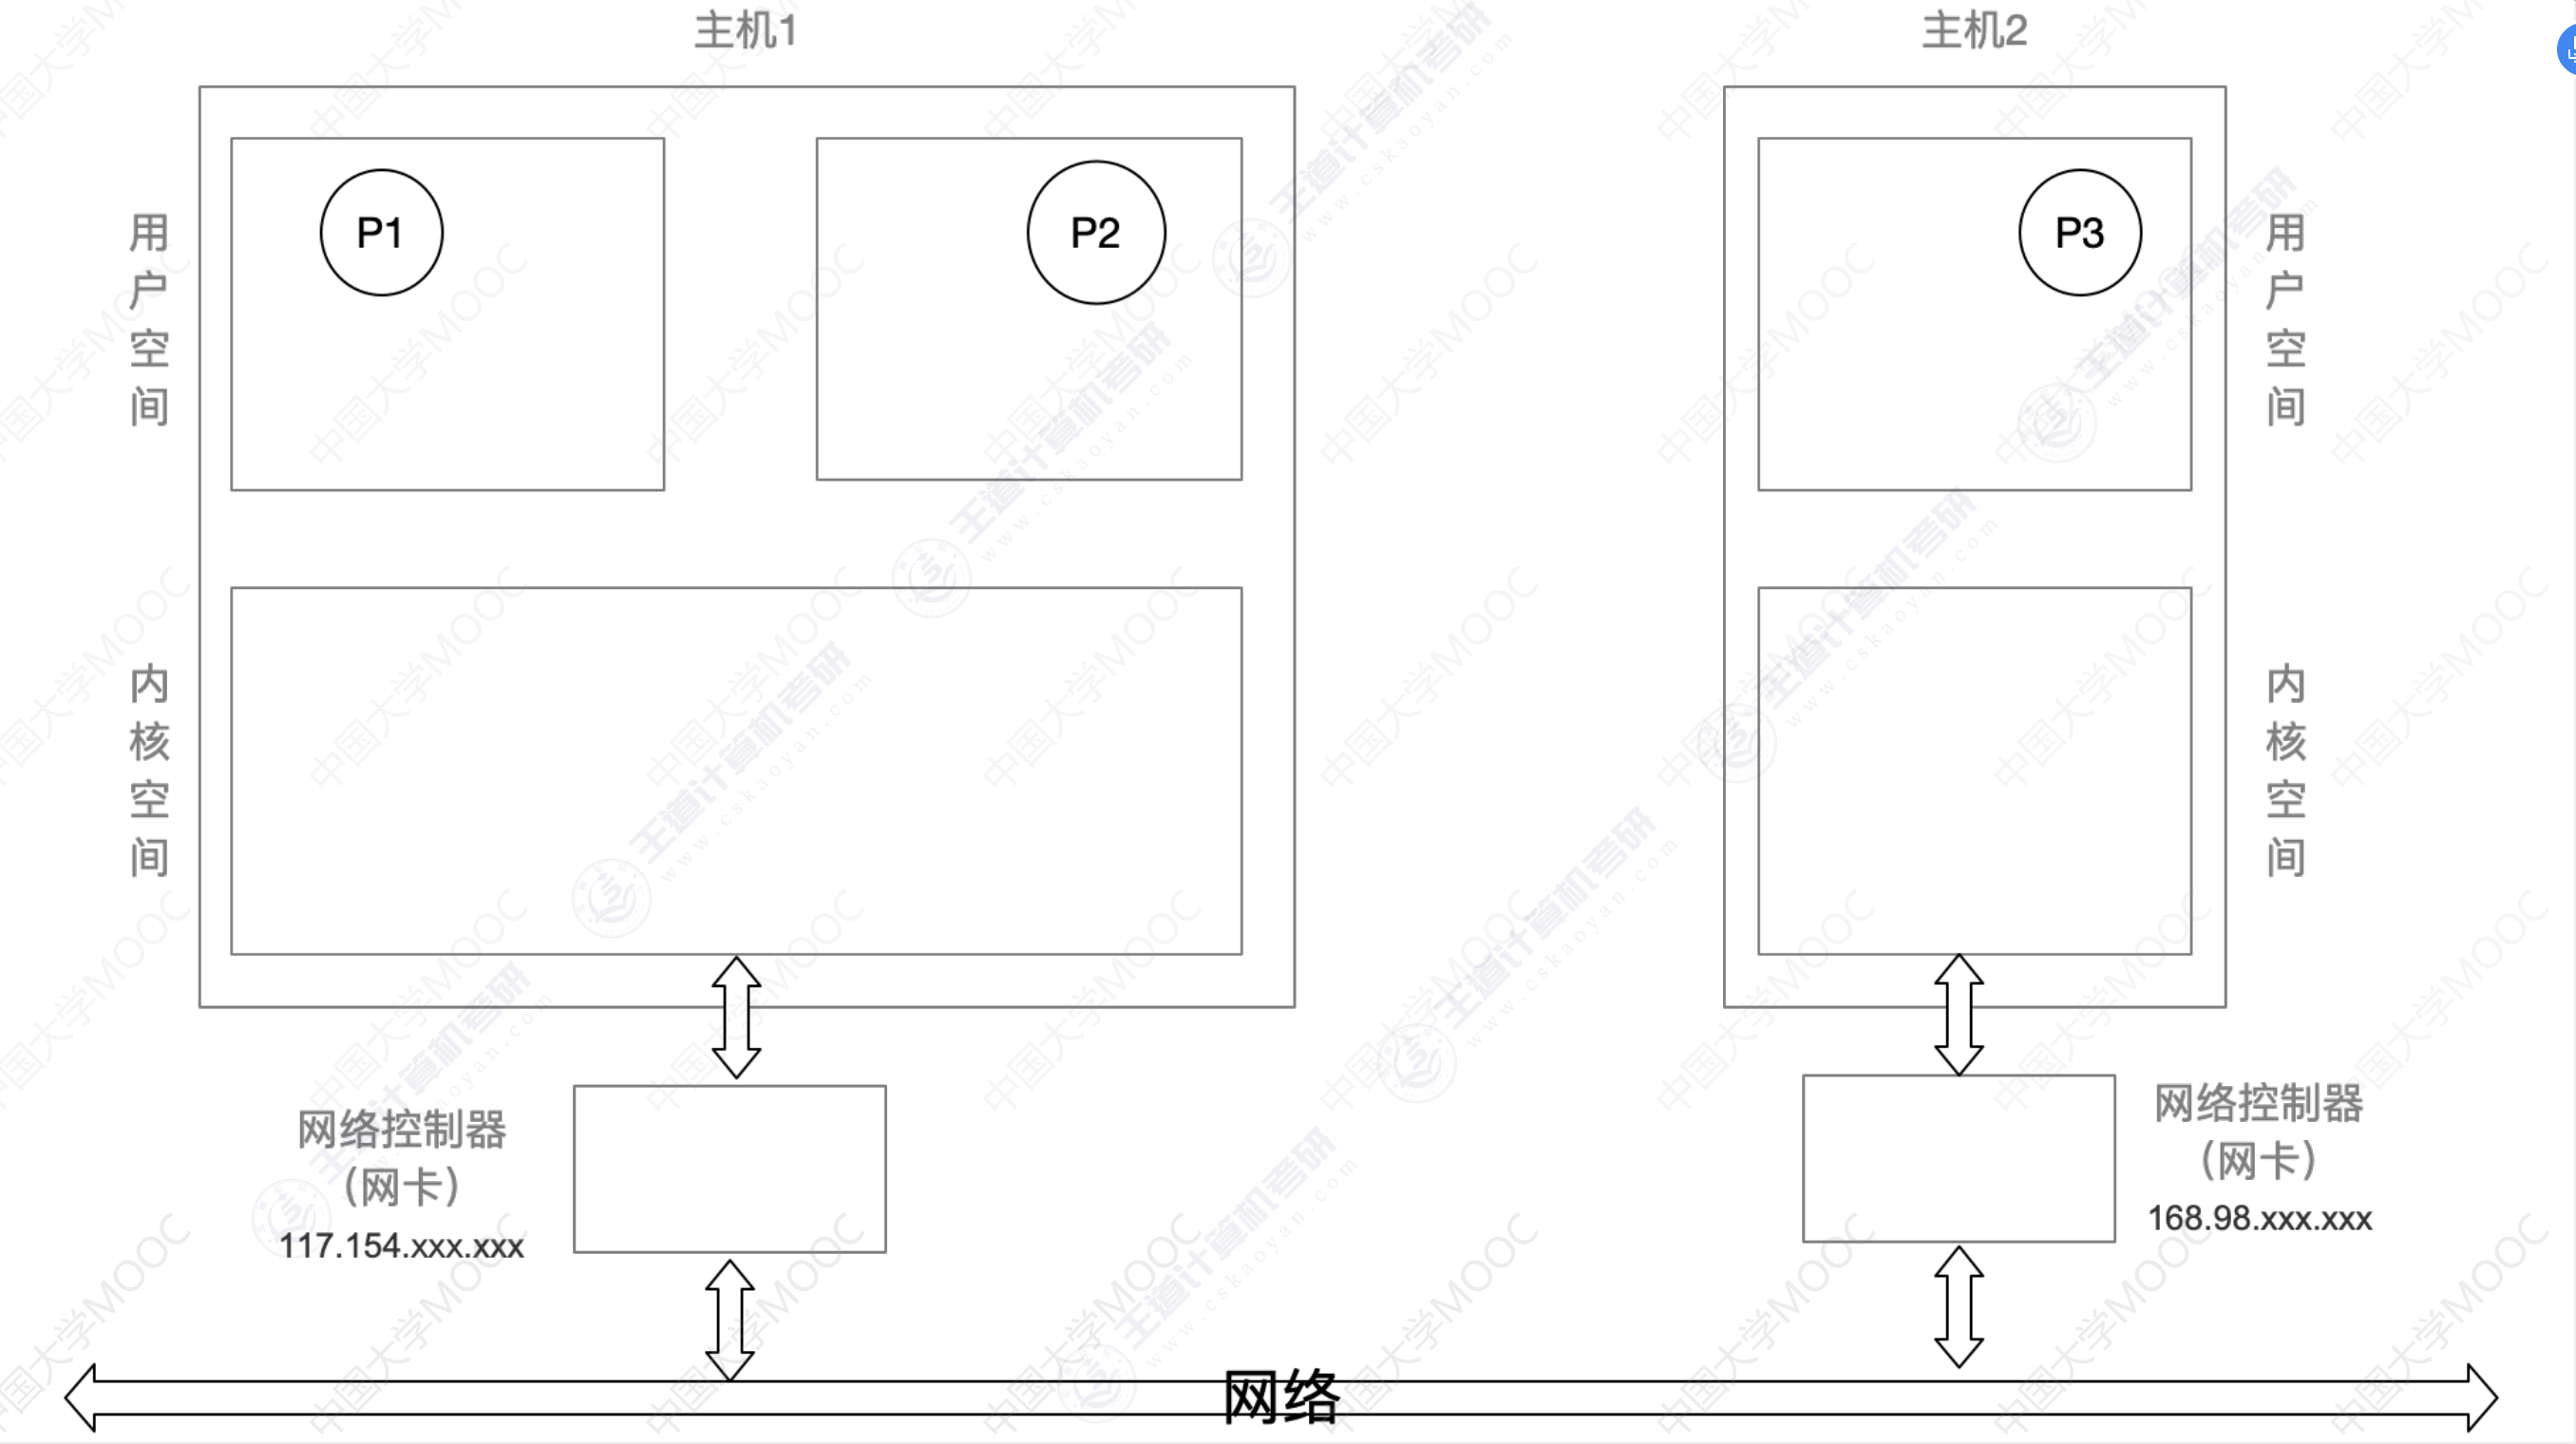 主机1
主机2
P1
P2
P3
用户空间
用户空间
内核空间
内核空间
网络控制器
(网卡)
117.154.xxx.xxx
网络控制器
(网卡)
168.98.xxx.xxx
网络
中国大学MOOC
王道计算机考研
www.cskaoyan.com